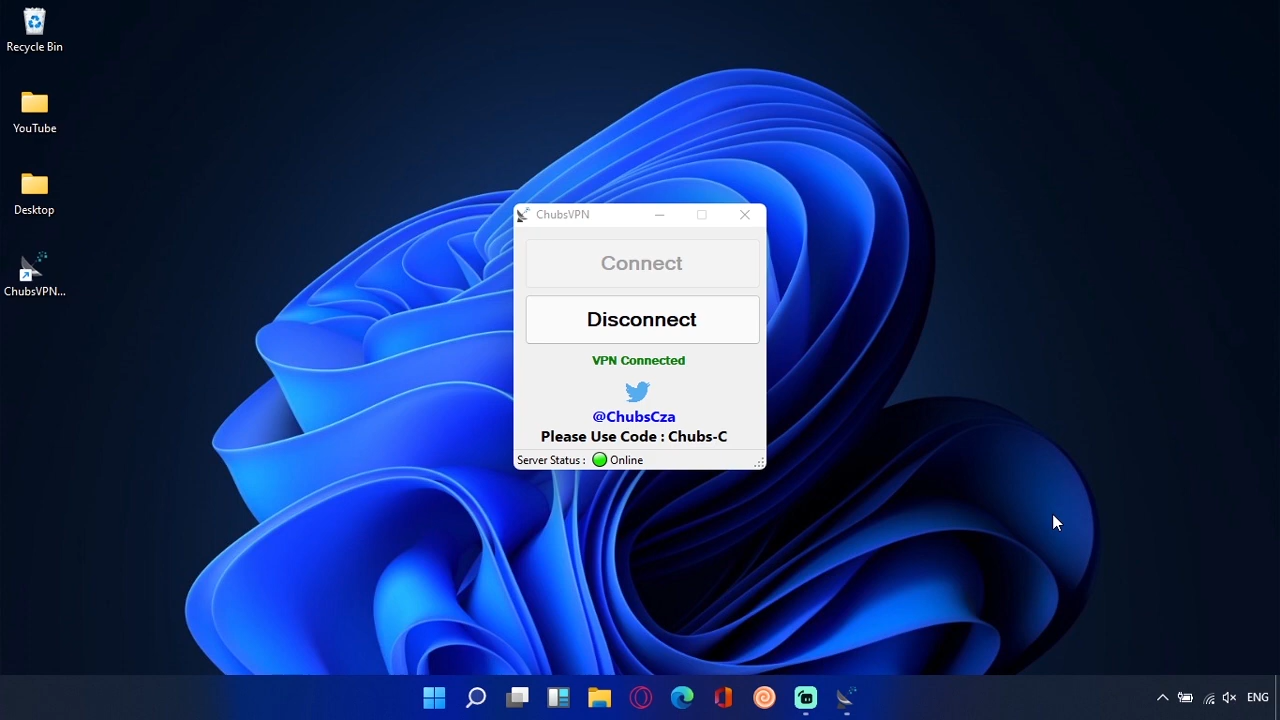 Recycle Bin
YouTube
Desktop
ChubsVPN...
ChubsVPN
Connect
Disconnect
VPN Connected
@ChubsCza
Please Use Code : Chubs-C
Server Status : Online
ENG